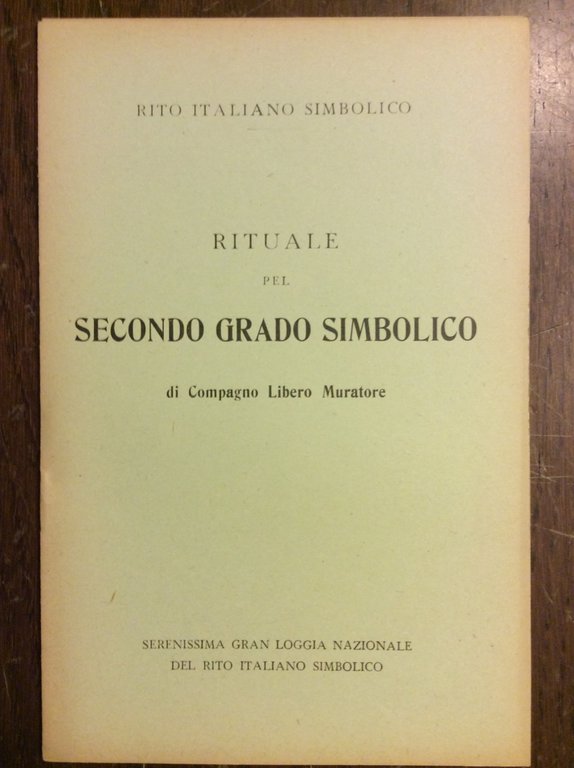 RITO ITALIANO SIMBOLICO
RITUALE
PEL
SECONDO GRADO SIMBOLICO
di Compagno Libero Muratore
SERENISSIMA GRAN LOGGIA NAZIONALE
DEL RITO ITALIANO SIMBOLICO